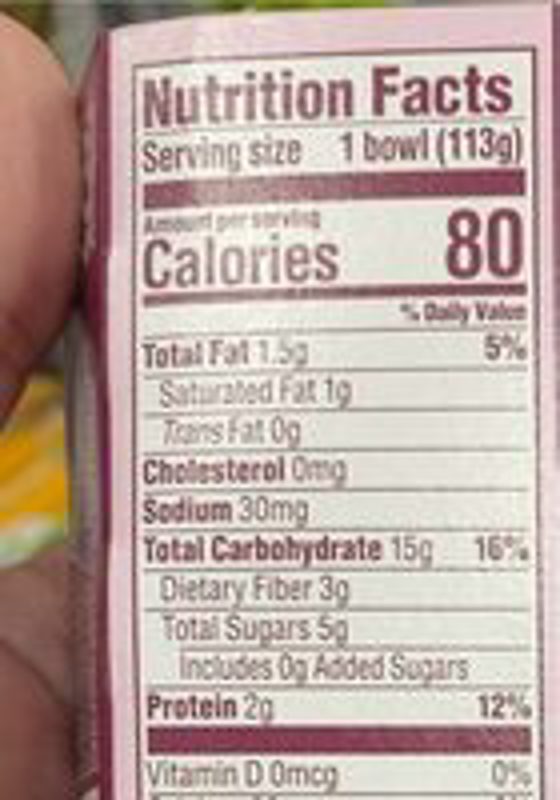 Nutrition Facts
Serving size 1 bowl (113g)
Amount per serving
Calories 80
% Daily Value
Total Fat 1.5g 5%
Saturated Fat 1g
Trans Fat 0g
Cholesterol 0mg
Sodium 30mg
Total Carbohydrate 15g 16%
Dietary Fiber 3g
Total Sugars 5g
Includes 0g Added Sugars
Protein 2g 12%
Vitamin D 0mcg 0%